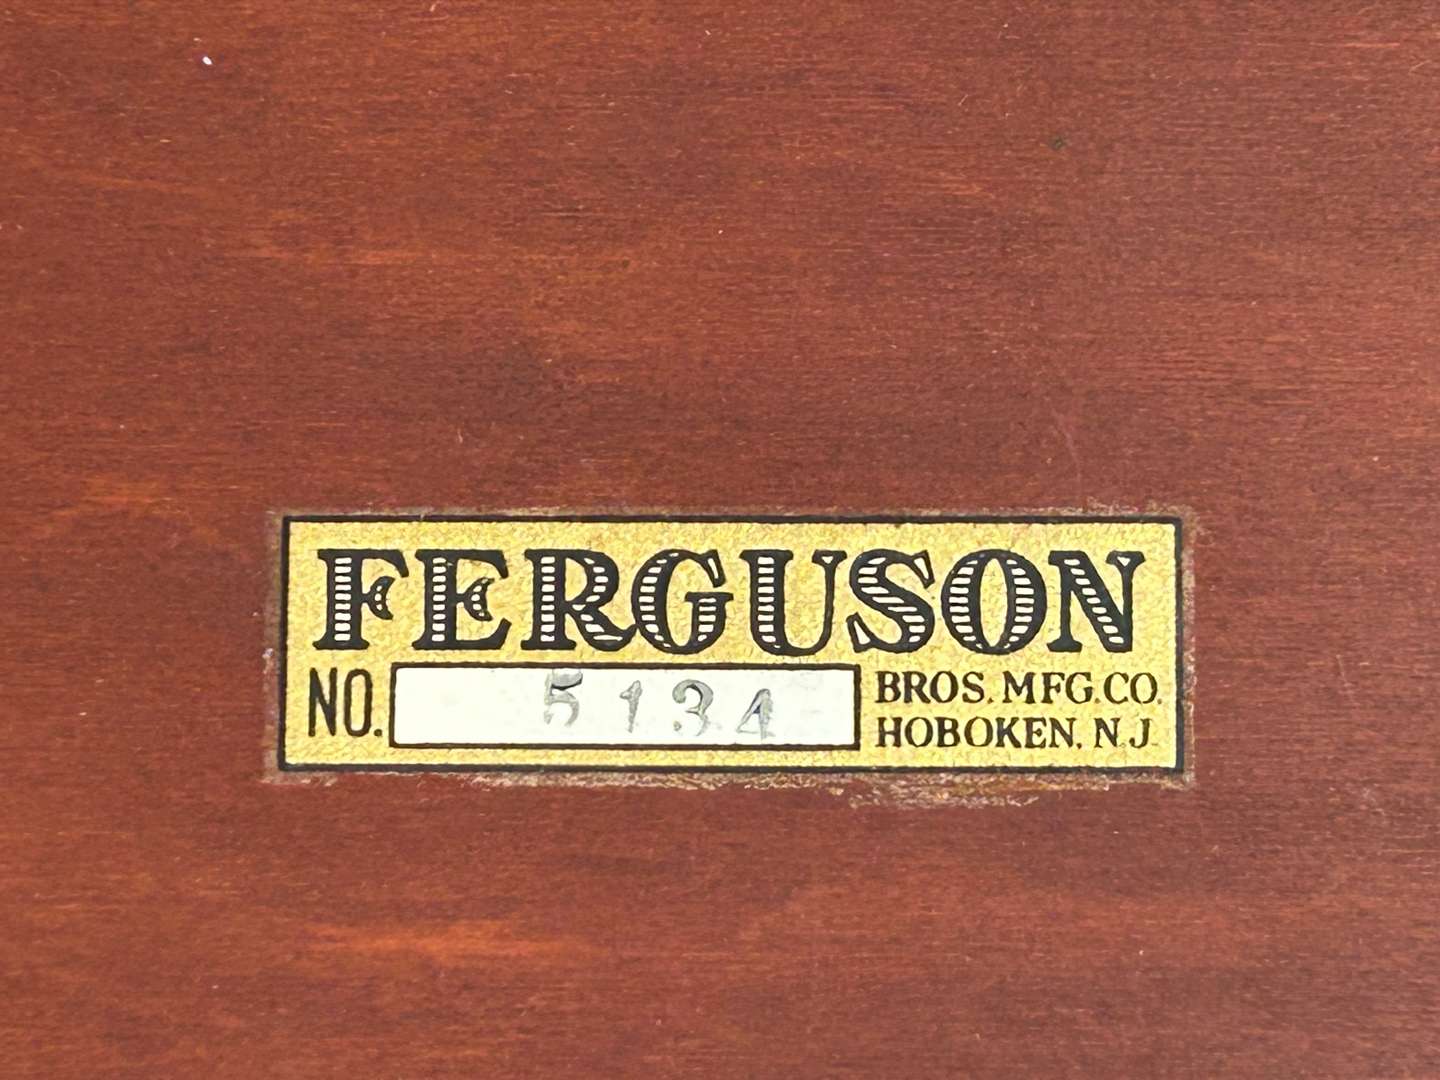 FERGUSON
NO. 5134
BROS. MFG. CO.
HOBOKEN, N.J.